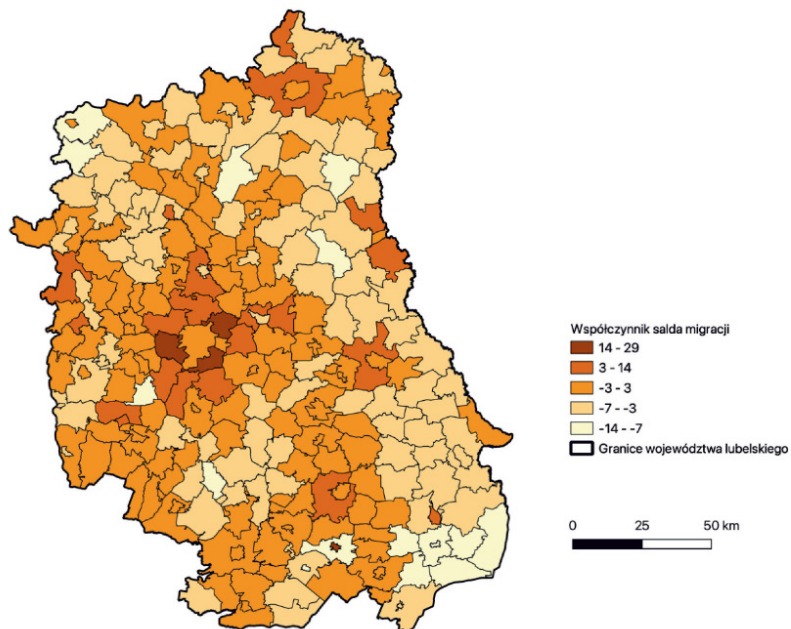 Współczynnik salda migracji
14 - 29
3 - 14
-3 - 3
-7 - -3
-14 - -7
Granice województwa lubelskiego
0 25 50 km